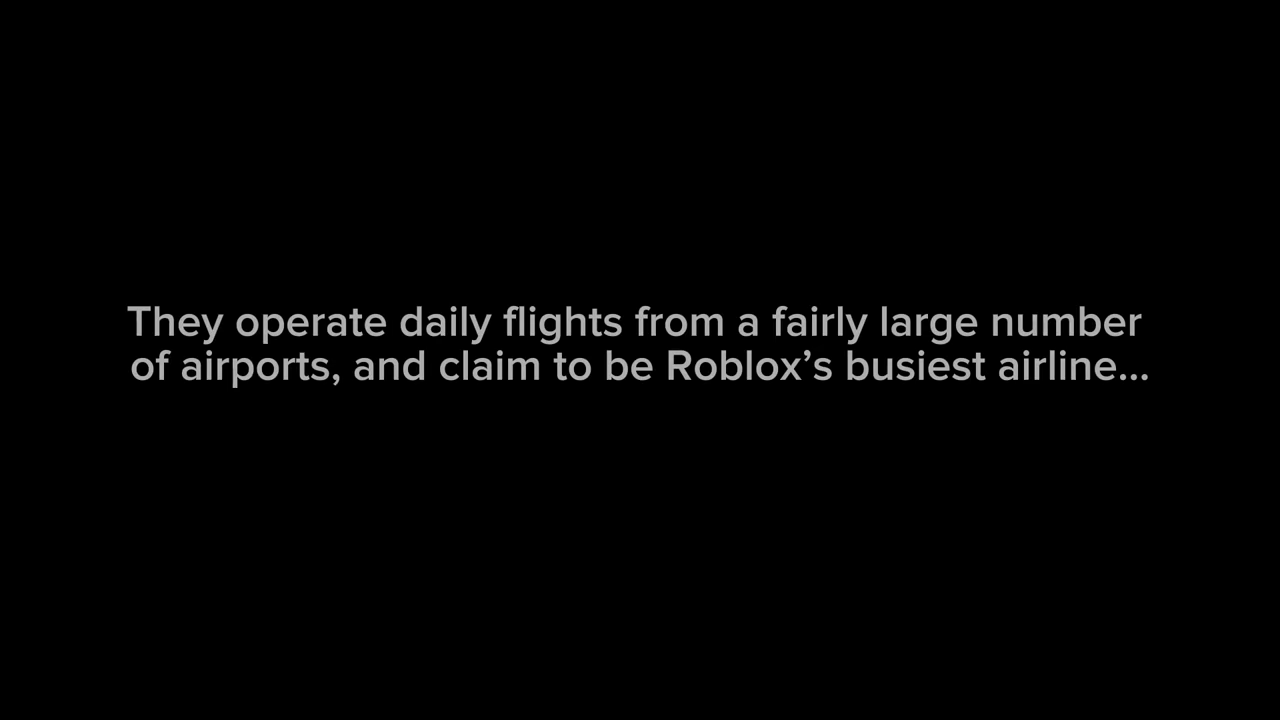 They operate daily flights from a fairly large number
of airports, and claim to be Roblox’s busiest airline...